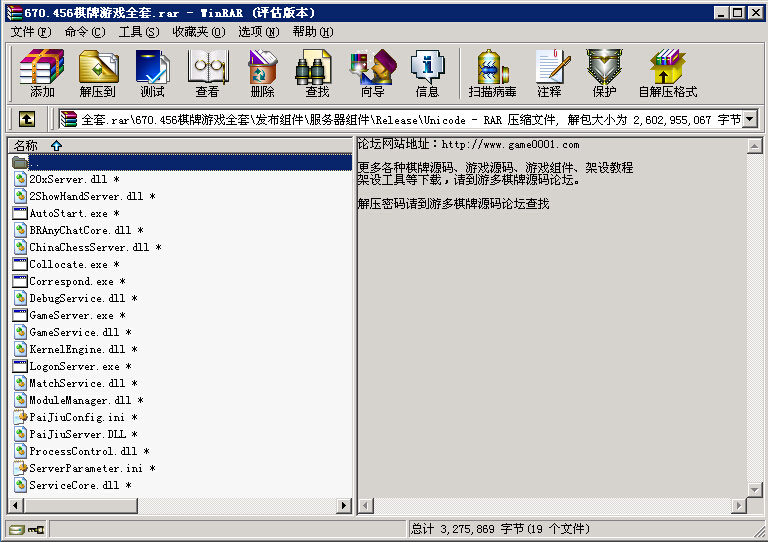 670.456棋牌游戏全套.rar - WinRAR (评估版本)
文件(F) 命令(C) 工具(S) 收藏夹(O) 选项(N) 帮助(H)
添加 解压到 测试 查看 删除 查找 向导 信息 扫描病毒 注释 保护 自解压格式
全套.rar\670.456棋牌游戏全套\发布组件\服务器组件\Release\Unicode - RAR 压缩文件, 解包大小为 2,602,955,067 字节
名称
..
20xServer.dll *
2ShowHandServer.dll *
AutoStart.exe *
BRAnyChatCore.dll *
ChinaChessServer.dll *
Collocate.exe *
Correspond.exe *
DebugService.dll *
GameServer.exe *
GameService.dll *
KernelEngine.dll *
LogonServer.exe *
MatchService.dll *
ModuleManager.dll *
PaiJiuConfig.ini *
PaiJiuServer.DLL *
ProcessControl.dll *
ServerParameter.ini *
ServiceCore.dll *
论坛网站地址：http://www.game0001.com
更多各种棋牌源码、游戏源码、游戏组件、架设教程
架设工具等下载，请到游多棋牌源码论坛。
解压密码请到游多棋牌源码论坛查找
总计 3,275,869 字节(19 个文件)